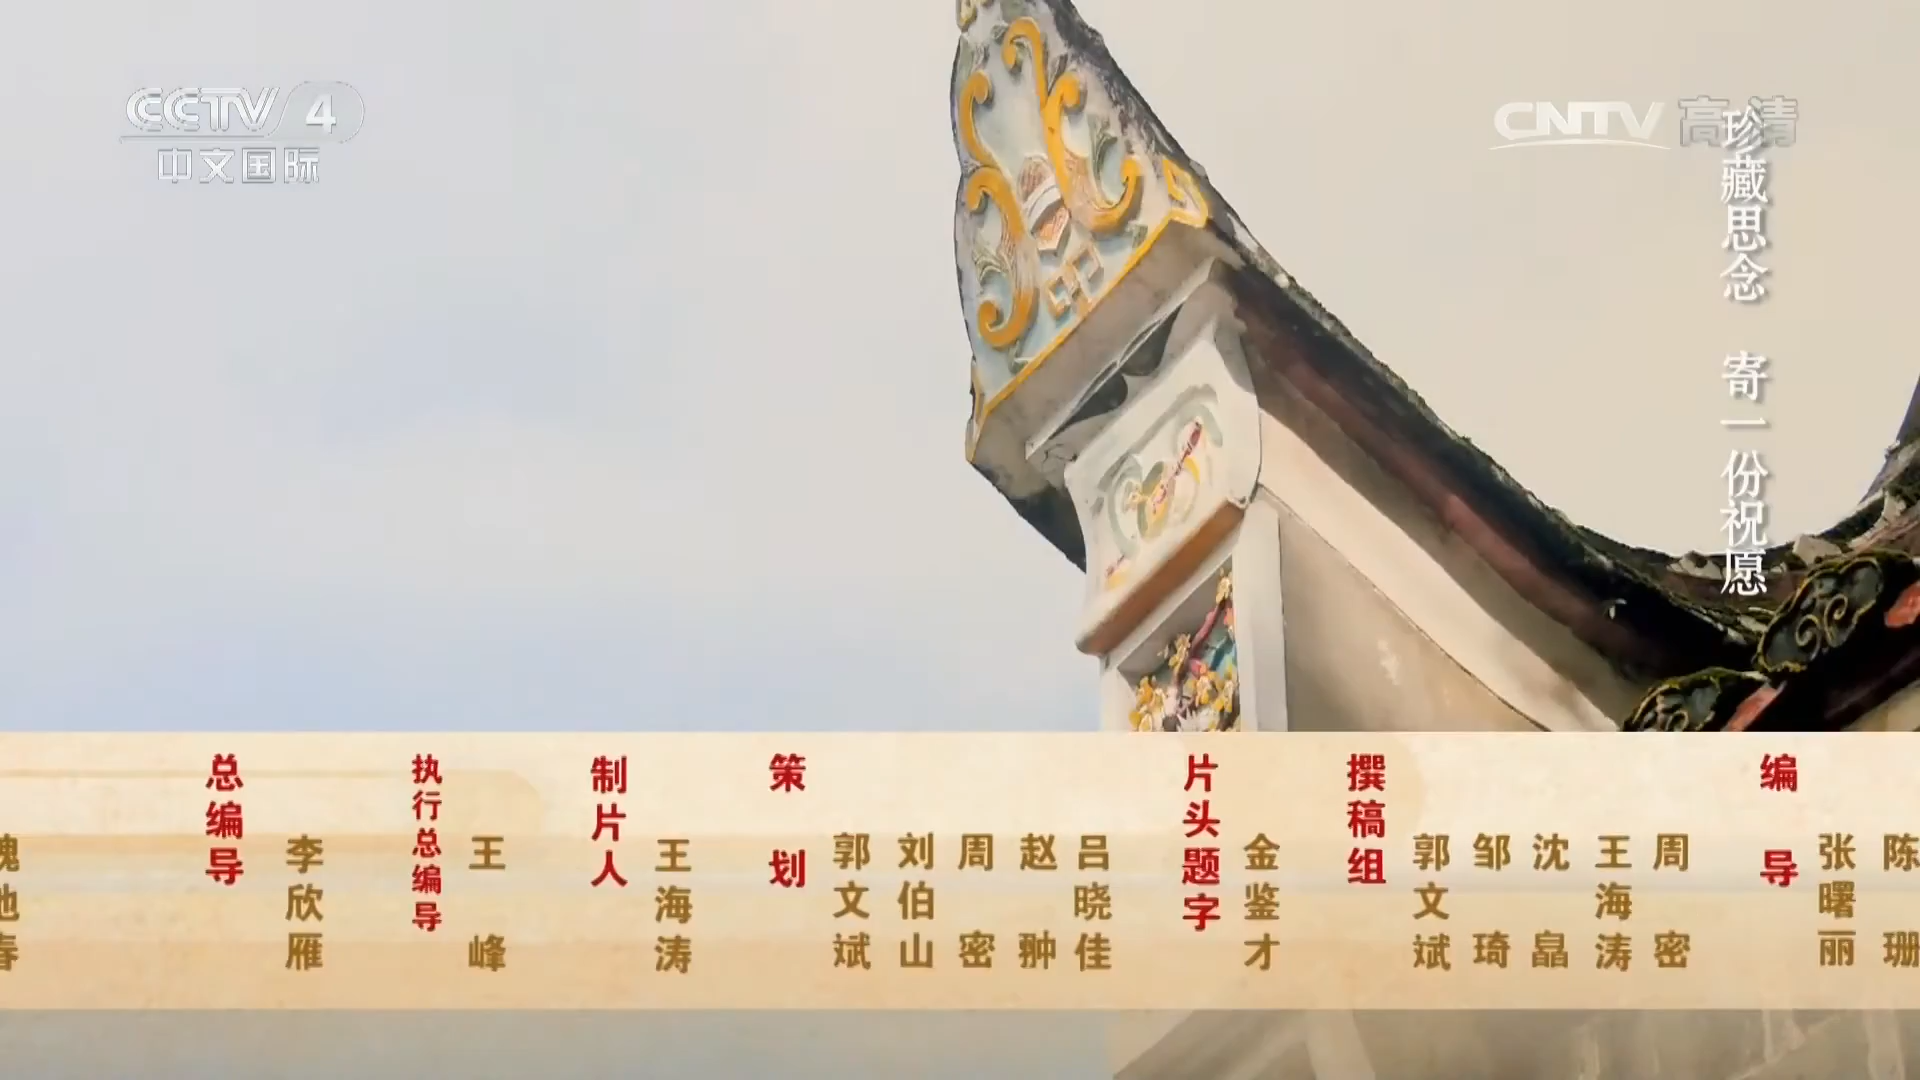 CCTV 4
中文国际
CNTV 高清
珍藏思念 寄一份祝愿
总编导
李欣雁
执行总编导
王峰
制片人
王海涛
策划
郭文斌
刘伯山
周密
赵翀
吕晓佳
片头题字
金鉴才
撰稿组
郭文斌
邹琦
沈皛
王海涛
周密
编导
张曙丽
陈珊